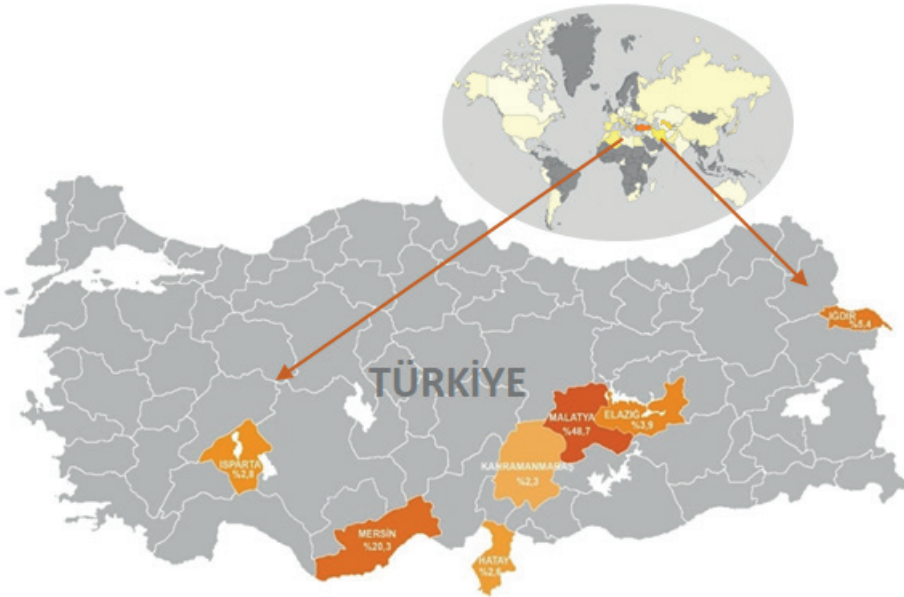 IĞDIR
%5,4
TÜRKİYE
MALATYA
%48,7
ELAZIĞ
%3,9
ISPARTA
%2,8
KAHRAMANMARAŞ
%2,3
MERSİN
%20,3
HATAY
%2,6